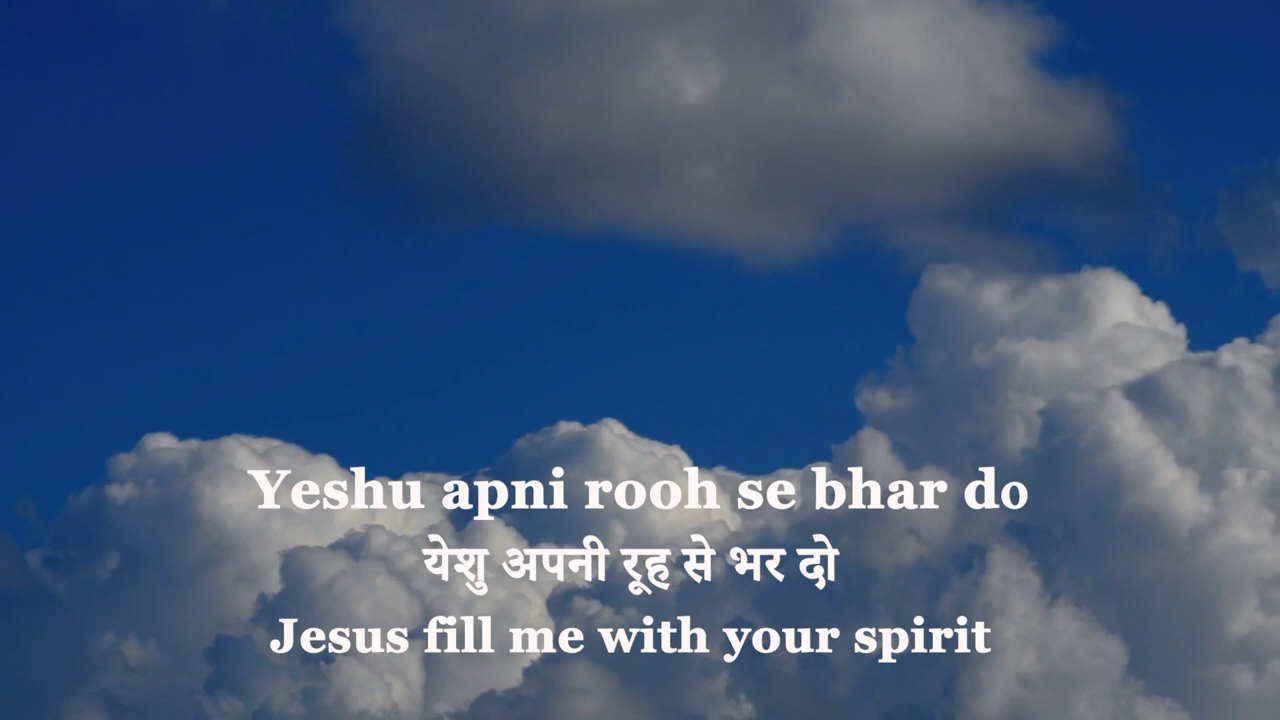 Yeshu apni rooh se bhar do
येशु अपनी रूह से भर दो
Jesus fill me with your spirit